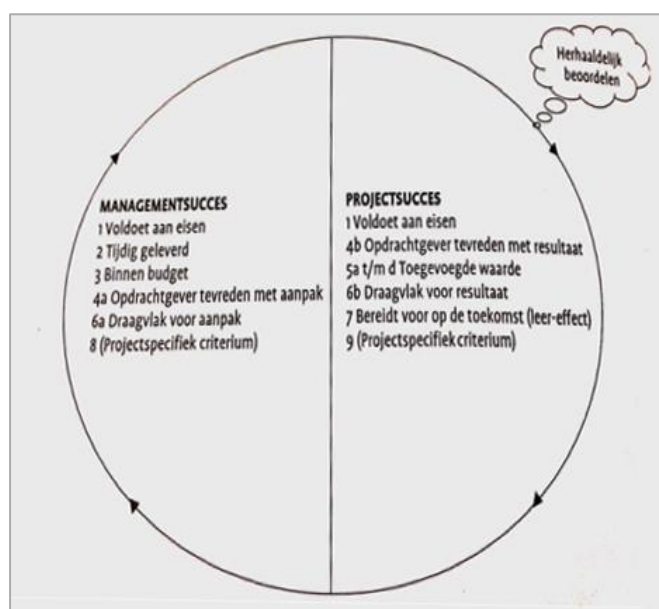 Herhaaldelijk
beoordelen
MANAGEMENTSUCCES
1 Voldoet aan eisen
2 Tijdig geleverd
3 Binnen budget
4a Opdrachtgever tevreden met aanpak
6a Draagvlak voor aanpak
8 (Projectspecifiek criterium)
PROJECTSUCCES
1 Voldoet aan eisen
4b Opdrachtgever tevreden met resultaat
5a t/m d Toegevoegde waarde
6b Draagvlak voor resultaat
7 Bereidt voor op de toekomst (leer-effect)
9 (Projectspecifiek criterium)